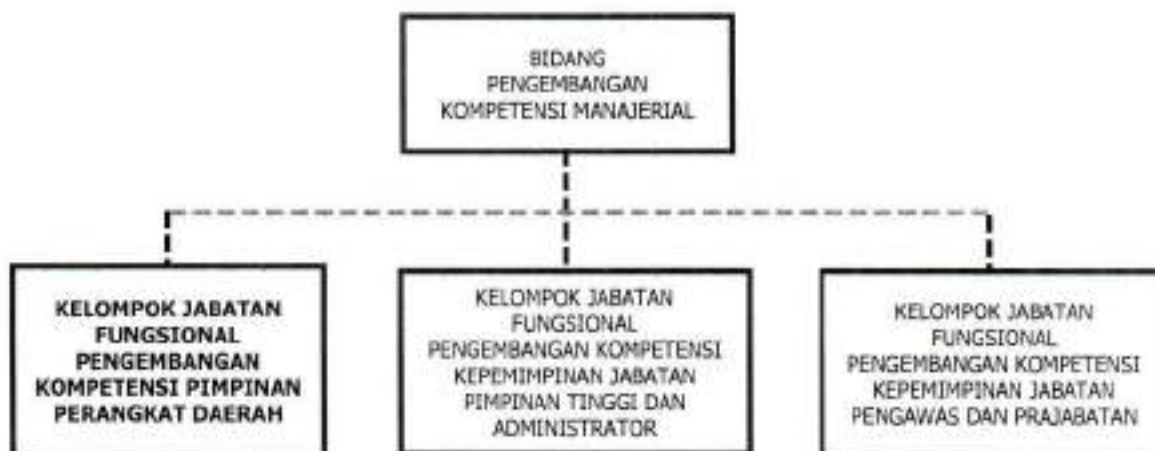 BIDANG
PENGEMBANGAN
KOMPETENSI MANAJERIAL
KELOMPOK JABATAN
FUNGSIONAL
PENGEMBANGAN
KOMPETENSI PIMPINAN
PERANGKAT DAERAH
KELOMPOK JABATAN
FUNGSIONAL
PENGEMBANGAN KOMPETENSI
KEPEMIMPINAN JABATAN
PIMPINAN TINGGI DAN
ADMINISTRATOR
KELOMPOK JABATAN
FUNGSIONAL
PENGEMBANGAN KOMPETENSI
KEPEMIMPINAN JABATAN
PENGAWAS DAN PRAJABATAN